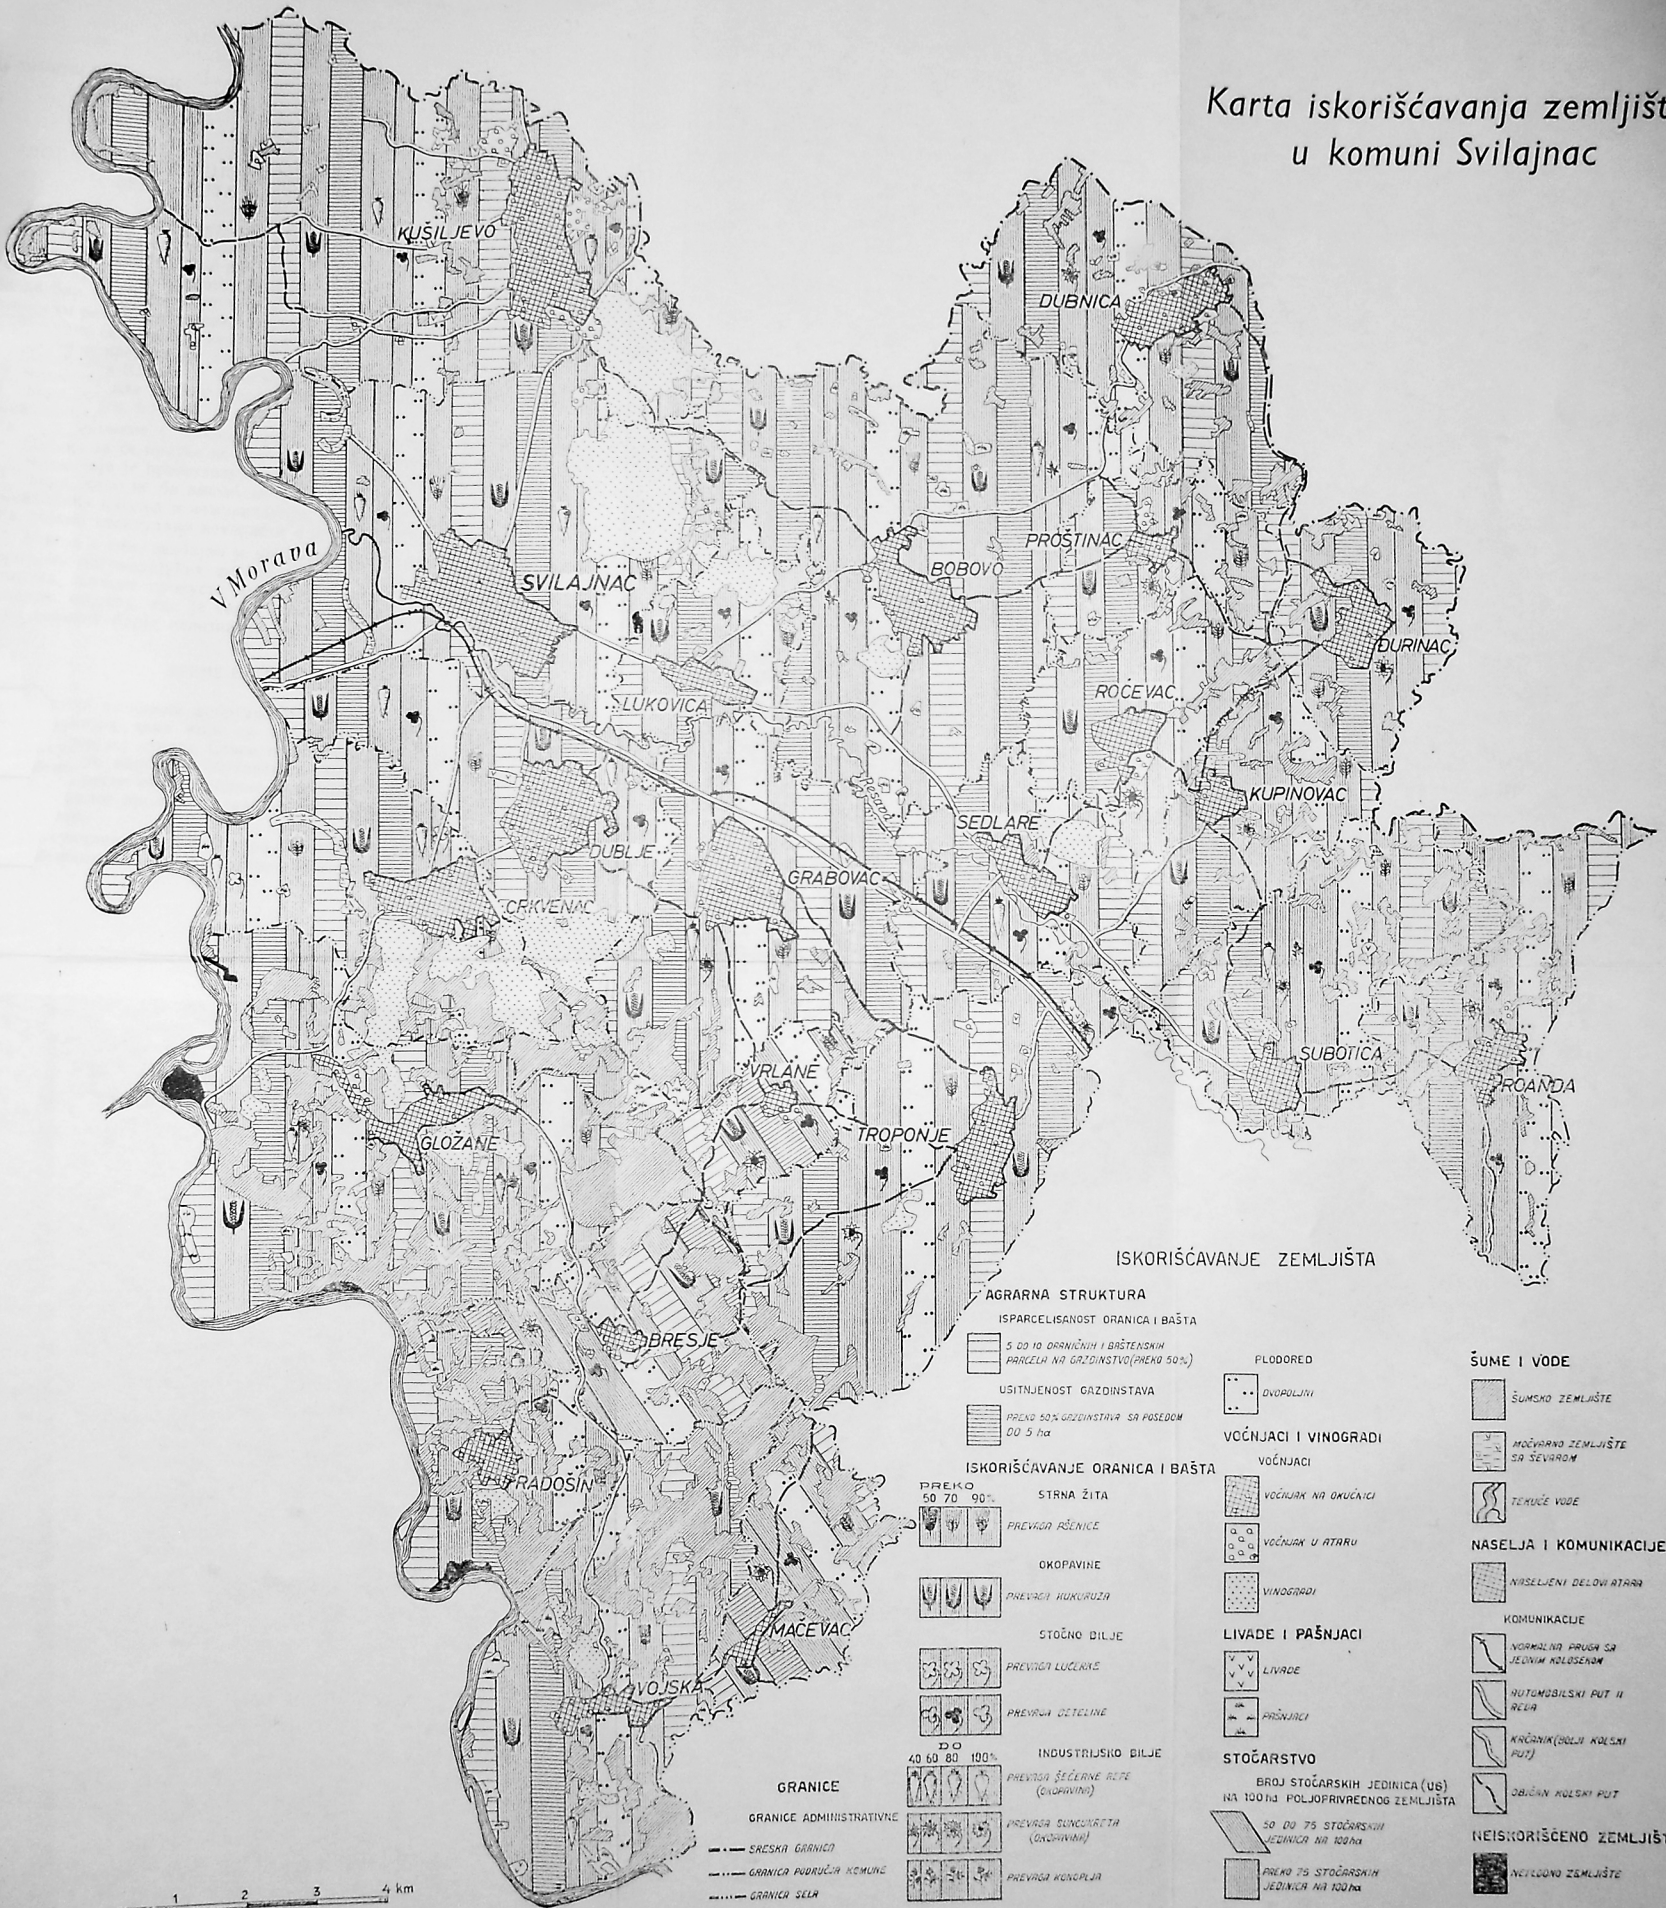 Karta iskorišćavanja zemljišt
u komuni Svilajnac
KUŠILJEVO
DUBNICA
V Morava
SVILAJNAC
PROŠTINAC
BOBOVO
ĐURINAC
ROĆEVAC
LUKOVICA
KUPINOVAC
Resava
SEDLARE
DUBLJE
GRABOVAC
CRKVENAC
SUBOTICA
ROANDA
VRLANE
TROPONJE
GLOŽANE
BRESJE
RADOŠIN
MAČEVAC
VOJSKA
ISKORIŠĆAVANJE ZEMLJIŠTA
AGRARNA STRUKTURA
ISPARCELISANOST ORANICA I BAŠTA
5 DO 10 ORANIČNIH I BAŠTENSKIH
PARCELA NA GAZDINSTVO (PREKO 50%)
USITNJENOST GAZDINSTAVA
PREKO 50% GAZDINSTAVA SA POSEDOM
DO 5 ha
ISKORIŠĆAVANJE ORANICA I BAŠTA
PREKO
50 70 90%
STRNA ŽITA
PREVAGA PŠENICE
OKOPAVINE
PREVAGA KUKURUZA
STOČNO BILJE
PREVAGA LUCERKE
PREVAGA DETELINE
DO
40 60 80 100%
INDUSTRIJSKO BILJE
PREVAGA ŠEĆERNE REPE
(OKOPAVINA)
PREVAGA SUNCOKRETA
(OKOPAVINA)
PREVAGA KONOPLJA
PLODORED
DVOPOLJNI
VOĆNJACI I VINOGRADI
VOĆNJACI
VOĆNJAK NA OKUĆNICI
VOĆNJAK U ATARU
VINOGRADI
LIVADE I PAŠNJACI
LIVADE
PAŠNJACI
STOČARSTVO
BROJ STOČARSKIH JEDINICA (UG)
NA 100 ha POLJOPRIVREDNOG ZEMLJIŠTA
50 DO 75 STOČARSKIH
JEDINICA NA 100ha
PREKO 75 STOČARSKIH
JEDINICA NA 100ha
ŠUME I VODE
ŠUMSKO ZEMLJIŠTE
MOČVARNO ZEMLJIŠTE
SA ŠEVAROM
TEKUĆE VODE
NASELJA I KOMUNIKACIJE
NASELJENI DELOVI ATARA
KOMUNIKACIJE
NORMALNA PRUGA SA
JEDNIM KOLOSEKOM
AUTOMOBILSKI PUT II
REDA
KRČANIK (BOLJI KOLSKI
PUT)
OBIČAN KOLSKI PUT
NEISKORIŠĆENO ZEMLJIŠT
NEPLODNO ZEMLJIŠTE
GRANICE
GRANICE ADMINISTRATIVNE
SRESKA GRANICA
GRANICA PODRUČJA KOMUNE
GRANICA SELA
1 2 3 4 km